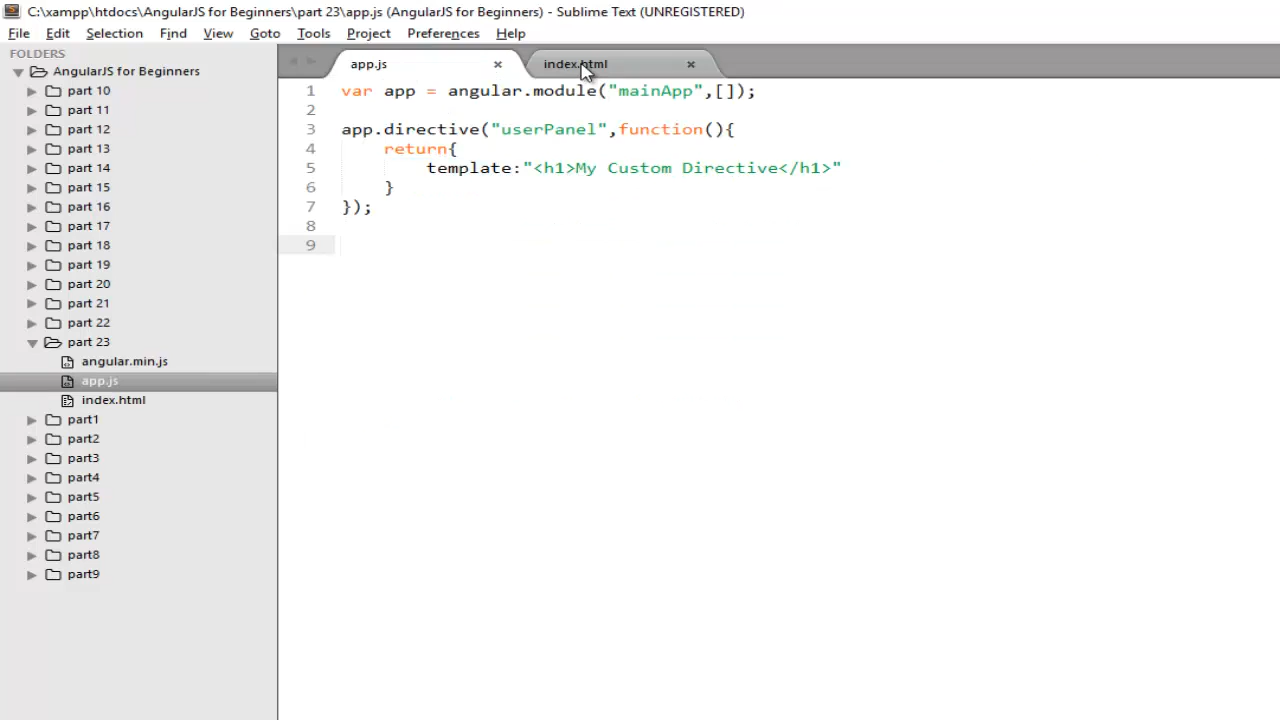 C:\xampp\htdocs\AngularJS for Beginners\part 23\app.js (AngularJS for Beginners) - Sublime Text (UNREGISTERED)
File Edit Selection Find View Goto Tools Project Preferences Help
FOLDERS
AngularJS for Beginners
part 10
part 11
part 12
part 13
part 14
part 15
part 16
part 17
part 18
part 19
part 20
part 21
part 22
part 23
angular.min.js
app.js
index.html
part1
part2
part3
part4
part5
part6
part7
part8
part9
app.js × index.html ×
1 var app = angular.module("mainApp",[]);
2
3 app.directive("userPanel",function(){
4 return{
5 template:"<h1>My Custom Directive</h1>"
6 }
7 });
8
9